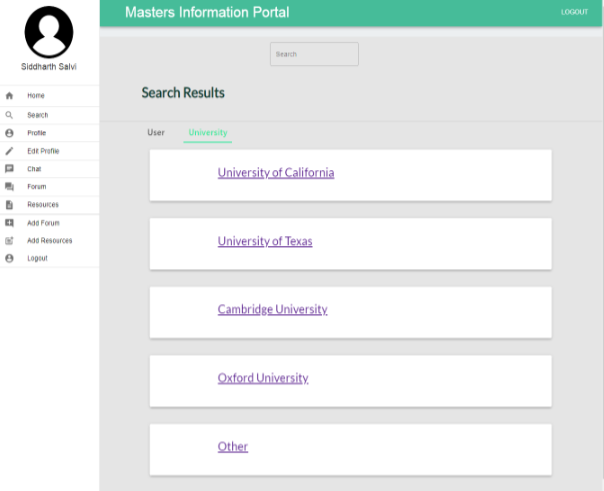 Masters Information Portal
LOGOUT
Siddharth Salvi
Home
Search
Profile
Edit Profile
Chat
Forum
Resources
Add Forum
Add Resources
Logout
Search
Search Results
User University
University of California
University of Texas
Cambridge University
Oxford University
Other